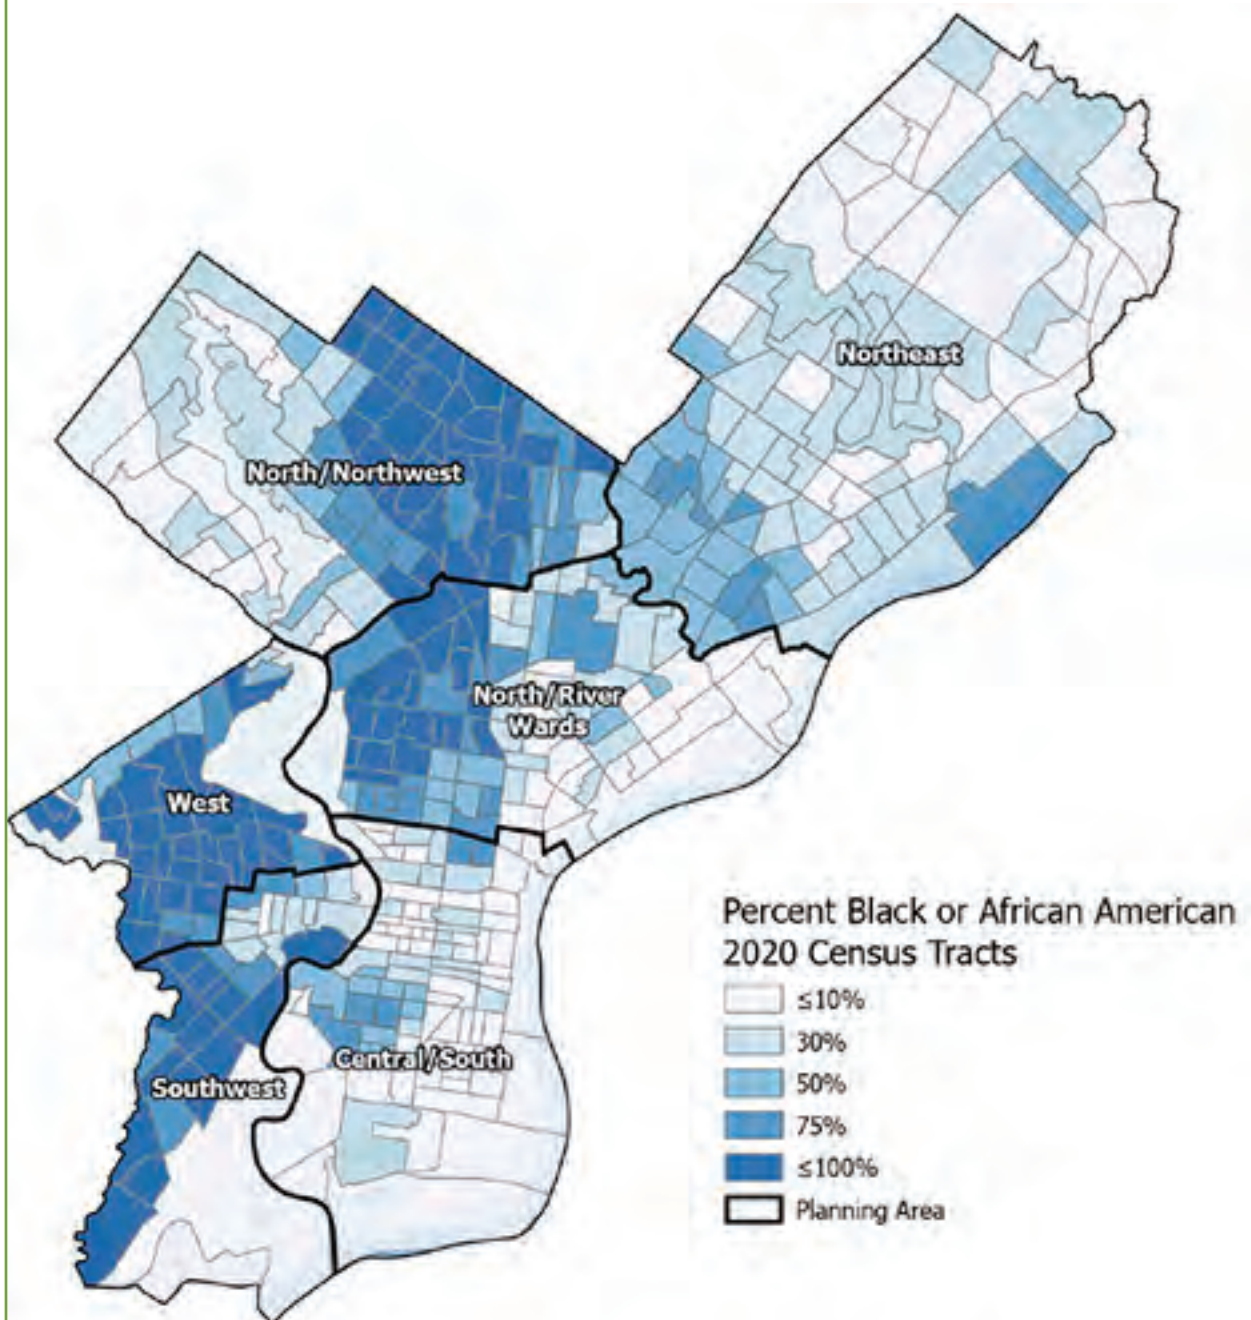 Northeast
North/Northwest
North/River
Wards
West
Central/South
Southwest
Percent Black or African American
2020 Census Tracts
≤10%
30%
50%
75%
≤100%
Planning Area